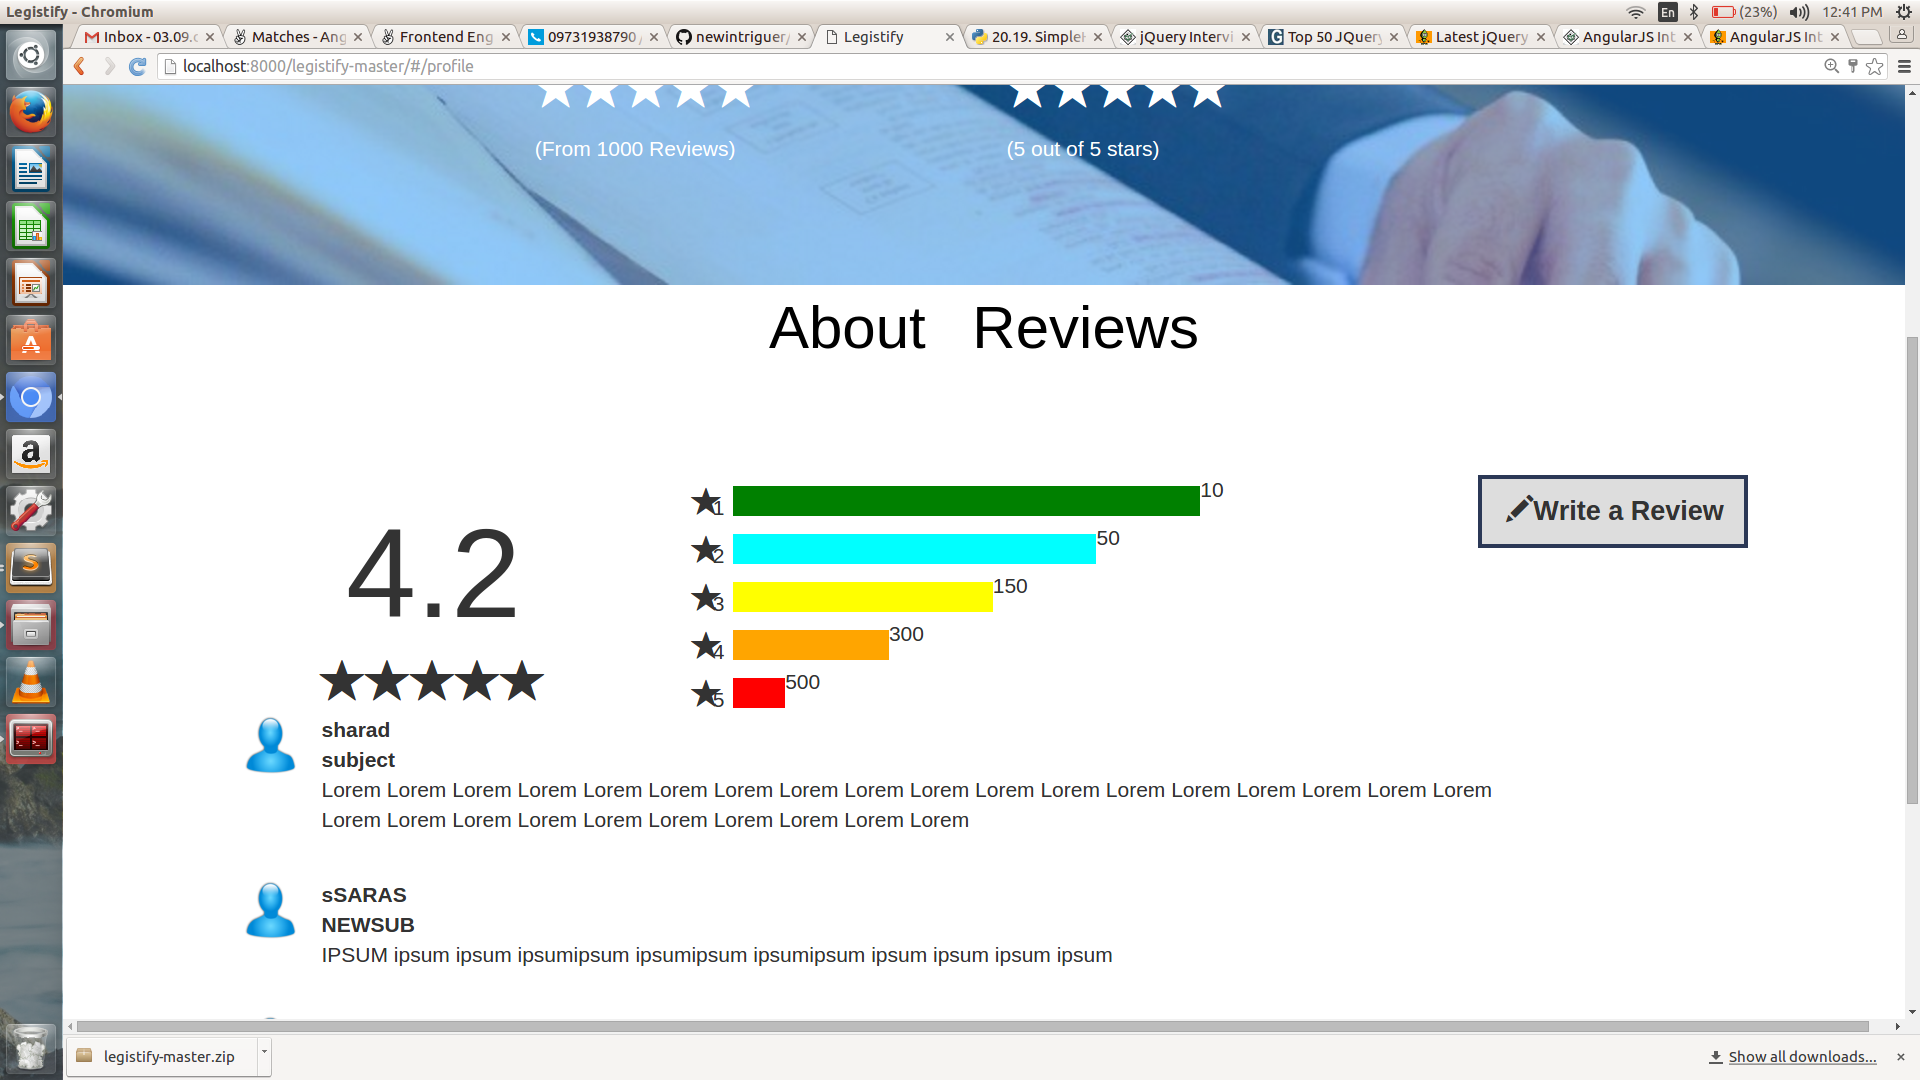 Legistify - Chromium
En
(23%)
12:41 PM
Inbox - 03.09.c
Matches - Ang
Frontend Eng
09731938790 /
newintriguer/
Legistify
20.19. SimpleH
jQuery Intervi
Top 50 JQuery
Latest jQuery
AngularJS Int
AngularJS Int
localhost:8000/legistify-master/#/profile
(From 1000 Reviews)
(5 out of 5 stars)
About Reviews
4.2
1 10
2 50
3 150
4 300
5 500
Write a Review
sharad
subject
Lorem Lorem Lorem Lorem Lorem Lorem Lorem Lorem Lorem Lorem Lorem Lorem Lorem Lorem Lorem Lorem Lorem Lorem
Lorem Lorem Lorem Lorem Lorem Lorem Lorem Lorem Lorem Lorem
sSARAS
NEWSUB
IPSUM ipsum ipsum ipsumipsum ipsumipsum ipsumipsum ipsum ipsum ipsum ipsum
legistify-master.zip
Show all downloads...